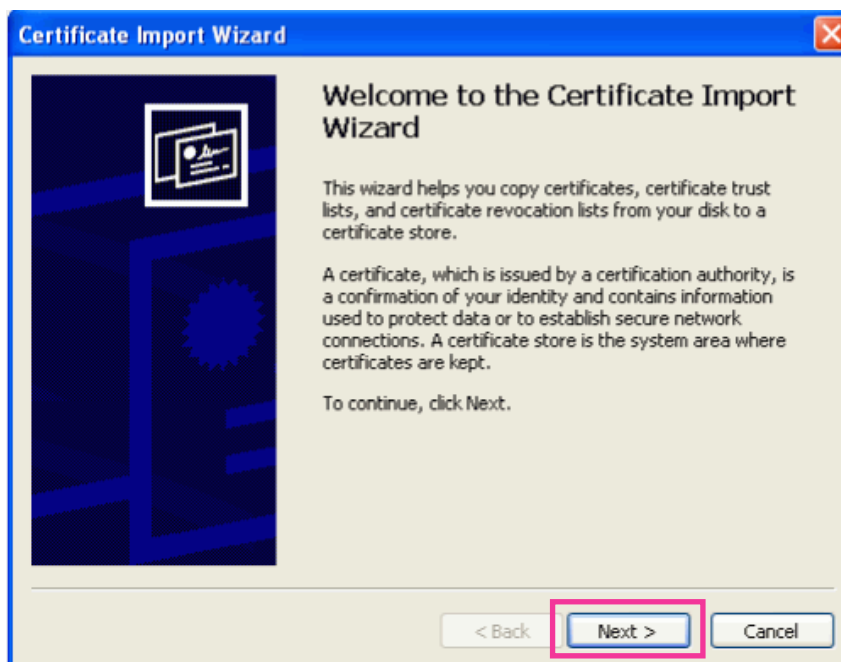 Certificate Import Wizard
Welcome to the Certificate Import
Wizard
This wizard helps you copy certificates, certificate trust
lists, and certificate revocation lists from your disk to a
certificate store.
A certificate, which is issued by a certification authority, is
a confirmation of your identity and contains information
used to protect data or to establish secure network
connections. A certificate store is the system area where
certificates are kept.
To continue, click Next.
< Back Next > Cancel